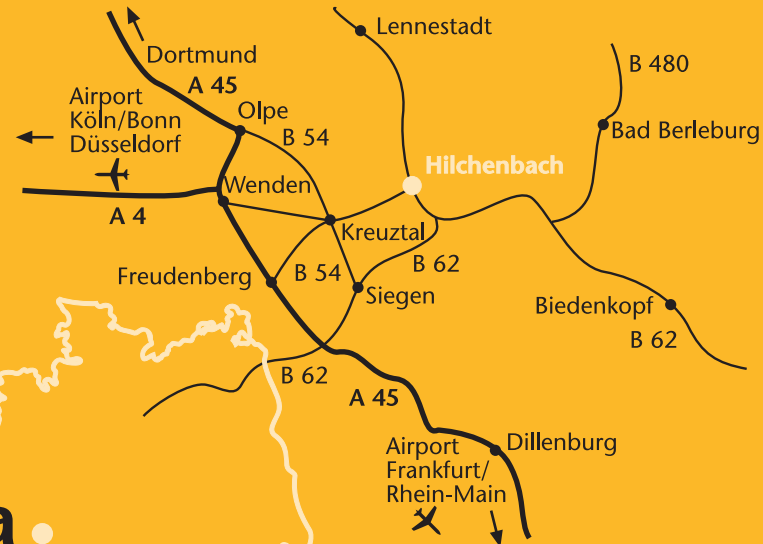 Lennestadt
Dortmund
B 480
A 45
Airport
Köln/Bonn
Düsseldorf
Olpe
B 54
Bad Berleburg
Hilchenbach
Wenden
A 4
Kreuztal
B 62
Freudenberg
B 54
Siegen
Biedenkopf
B 62
B 62
A 45
Airport
Frankfurt/
Rhein-Main
Dillenburg
a